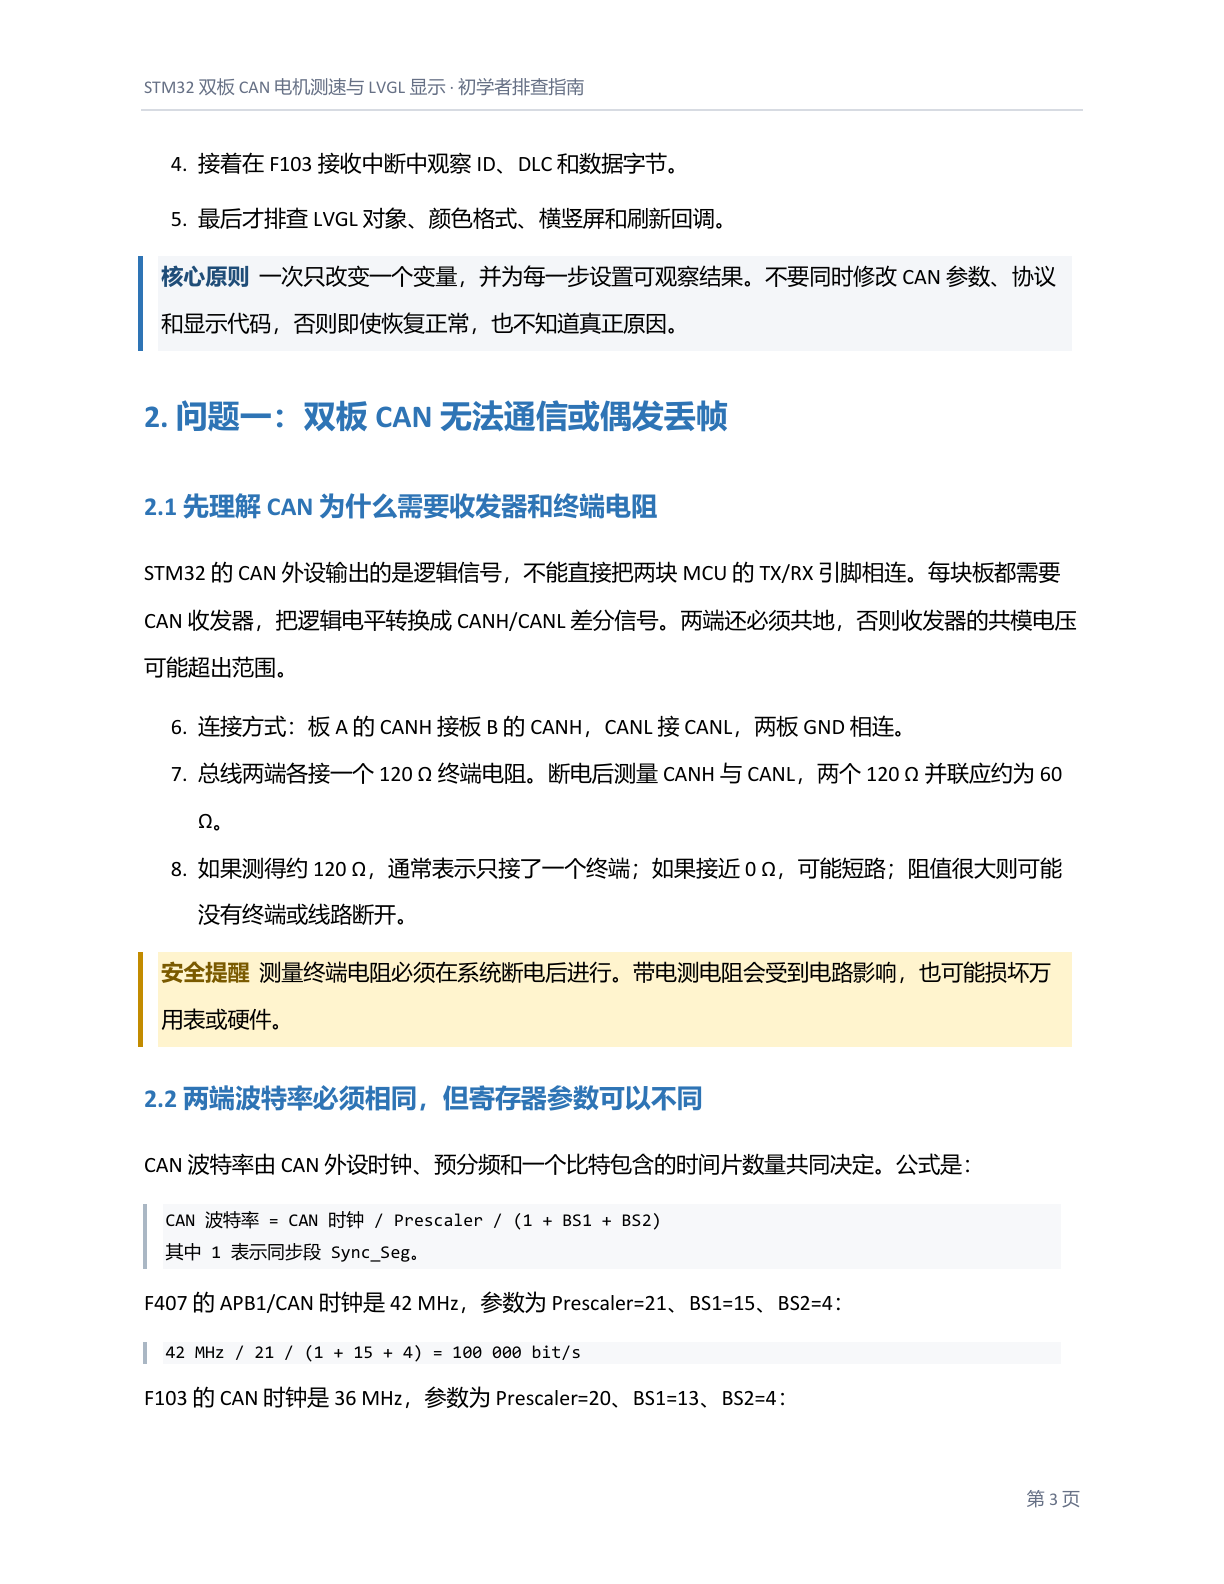 STM32 双板 CAN 电机测速与 LVGL 显示 · 初学者排查指南
4. 接着在 F103 接收中断中观察 ID、DLC 和数据字节。
5. 最后才排查 LVGL 对象、颜色格式、横竖屏和刷新回调。
核心原则 一次只改变一个变量，并为每一步设置可观察结果。不要同时修改 CAN 参数、协议
和显示代码，否则即使恢复正常，也不知道真正原因。
2. 问题一：双板 CAN 无法通信或偶发丢帧
2.1 先理解 CAN 为什么需要收发器和终端电阻
STM32 的 CAN 外设输出的是逻辑信号，不能直接把两块 MCU 的 TX/RX 引脚相连。每块板都需要
CAN 收发器，把逻辑电平转换成 CANH/CANL 差分信号。两端还必须共地，否则收发器的共模电压
可能超出范围。
6. 连接方式：板 A 的 CANH 接板 B 的 CANH，CANL 接 CANL，两板 GND 相连。
7. 总线两端各接一个 120 Ω 终端电阻。断电后测量 CANH 与 CANL，两个 120 Ω 并联应约为 60
Ω。
8. 如果测得约 120 Ω，通常表示只接了一个终端；如果接近 0 Ω，可能短路；阻值很大则可能
没有终端或线路断开。
安全提醒 测量终端电阻必须在系统断电后进行。带电测电阻会受到电路影响，也可能损坏万
用表或硬件。
2.2 两端波特率必须相同，但寄存器参数可以不同
CAN 波特率由 CAN 外设时钟、预分频和一个比特包含的时间片数量共同决定。公式是：
CAN 波特率 = CAN 时钟 / Prescaler / (1 + BS1 + BS2)
其中 1 表示同步段 Sync_Seg。
F407 的 APB1/CAN 时钟是 42 MHz，参数为 Prescaler=21、BS1=15、BS2=4：
42 MHz / 21 / (1 + 15 + 4) = 100 000 bit/s
F103 的 CAN 时钟是 36 MHz，参数为 Prescaler=20、BS1=13、BS2=4：
第 3 页